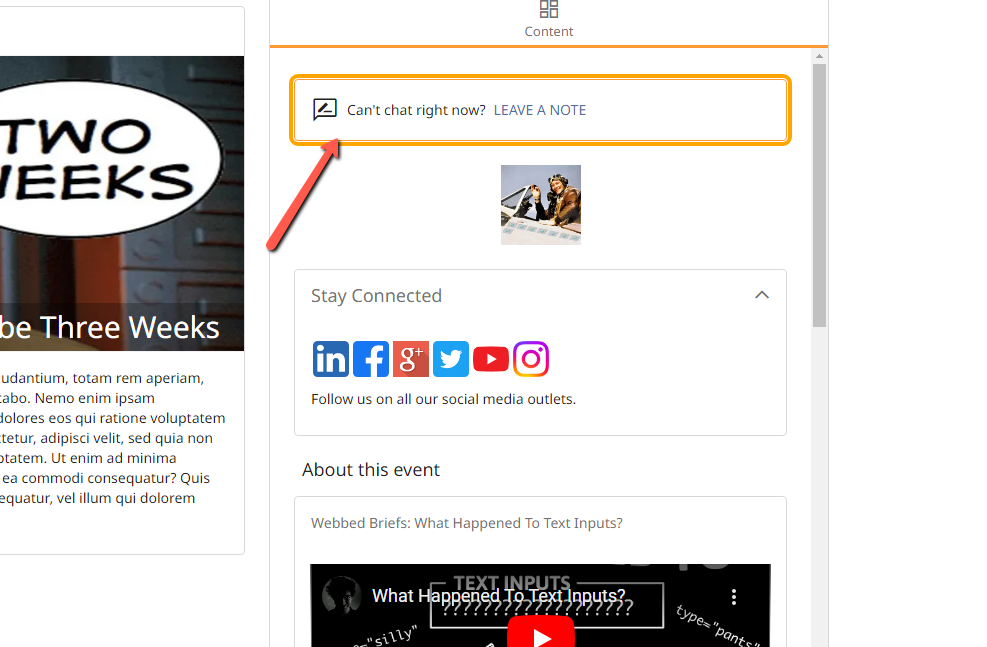 Content
Can't chat right now? LEAVE A NOTE
TWO
WEEKS
be Three Weeks
udantium, totam rem aperiam,
Nemo enim ipsam
dolores eos qui ratione voluptatem
tetur, adipisci velit, sed quia non
ptatem. Ut enim ad minima
ea commodi consequatur? Quis
equatur, vel illum qui dolorem
Stay Connected
in f g+
Follow us on all our social media outlets.
About this event
Webbed Briefs: What Happened To Text Inputs?
TEXT INPUTS
What Happened To Text Inputs?
???????????????????
="silly"
type="pants"